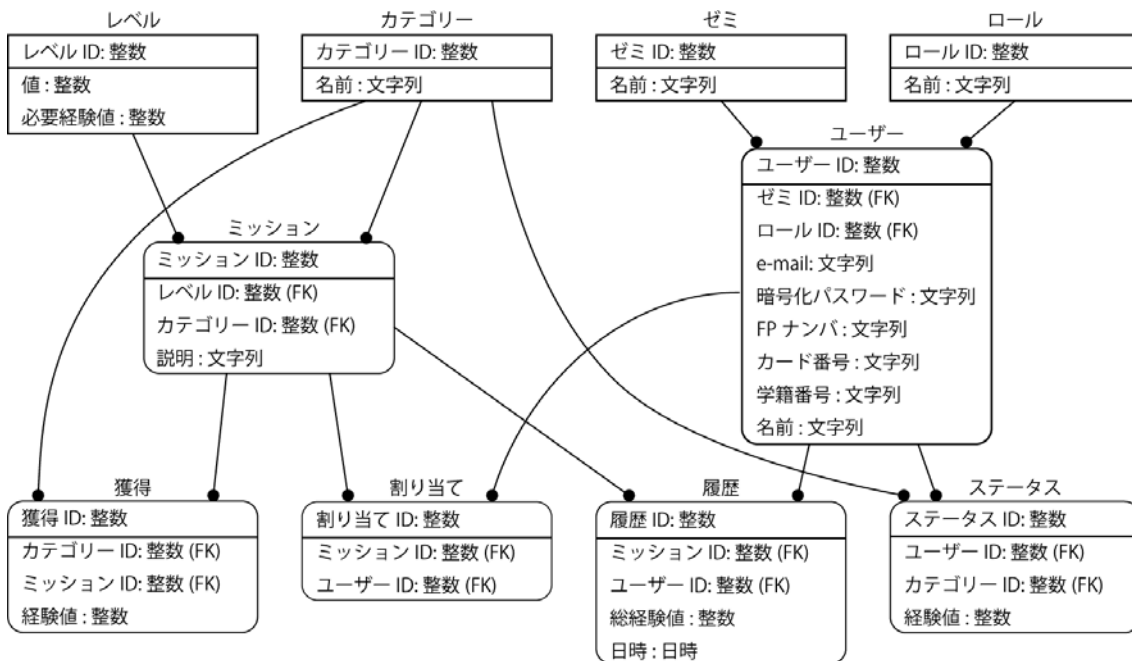 レベル
レベル ID: 整数
値 : 整数
必要経験値 : 整数
カテゴリー
カテゴリー ID: 整数
名前 : 文字列
ゼミ
ゼミ ID: 整数
名前 : 文字列
ロール
ロール ID: 整数
名前 : 文字列
ユーザー
ユーザー ID: 整数
ゼミ ID: 整数 (FK)
ロール ID: 整数 (FK)
e-mail: 文字列
暗号化パスワード : 文字列
FP ナンバ : 文字列
カード番号 : 文字列
学籍番号 : 文字列
名前 : 文字列
ミッション
ミッション ID: 整数
レベル ID: 整数 (FK)
カテゴリー ID: 整数 (FK)
説明 : 文字列
獲得
獲得 ID: 整数
カテゴリー ID: 整数 (FK)
ミッション ID: 整数 (FK)
経験値 : 整数
割り当て
割り当て ID: 整数
ミッション ID: 整数 (FK)
ユーザー ID: 整数 (FK)
履歴
履歴 ID: 整数
ミッション ID: 整数 (FK)
ユーザー ID: 整数 (FK)
総経験値 : 整数
日時 : 日時
ステータス
ステータス ID: 整数
ユーザー ID: 整数 (FK)
カテゴリー ID: 整数 (FK)
経験値 : 整数